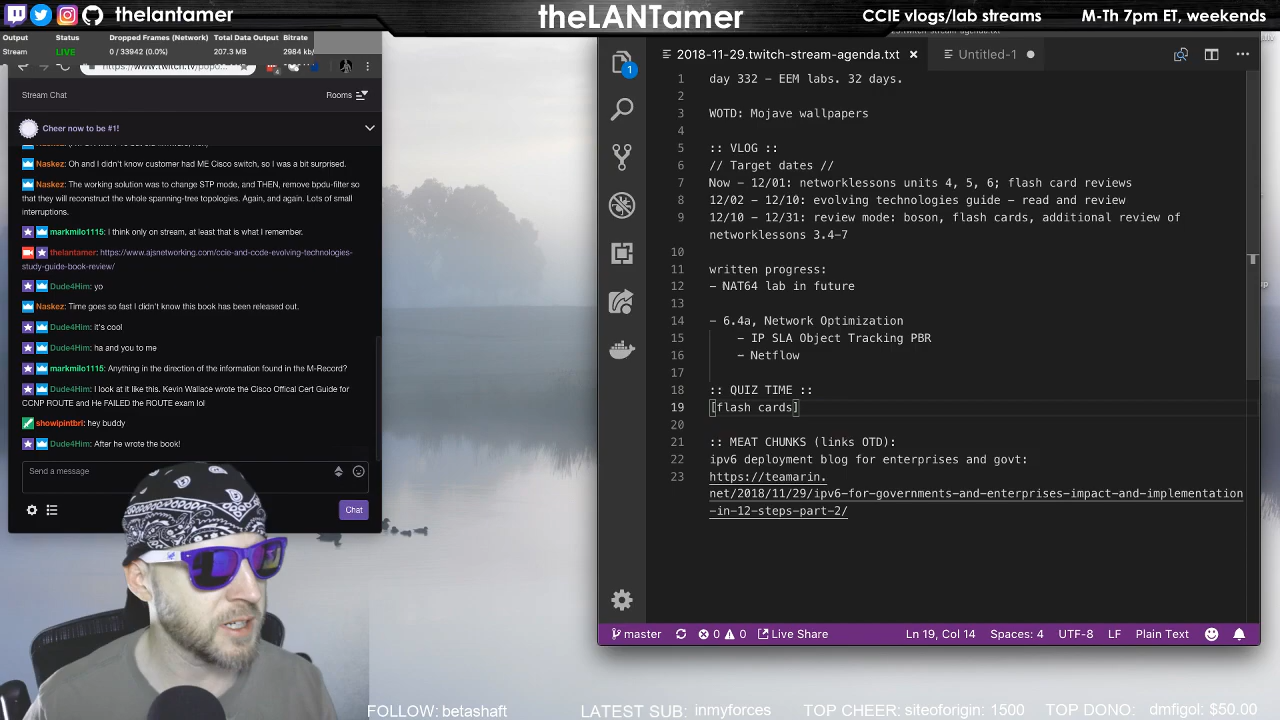 thelantamer
theLANTamer
CCIE vlogs/lab streams
M-Th 7pm ET, weekends
Output
Status
Dropped Frames (Network)
Total Data Output
Bitrate
Stream
LIVE
0 / 33942 (0.0%)
207.3 MB
2984 kb/
Stream Chat
Rooms
Cheer now to be #1!
Naskez: Oh and I didn't know customer had ME Cisco switch, so I was a bit surprised.
Naskez: The working solution was to change STP mode, and THEN, remove bpdu-filter so
that they will reconstruct the whole spanning-tree topologies. Again, and again. Lots of small
interruptions.
markmilo1115: I think only on stream, at least that is what I remember.
thelantamer: https://www.ajsnetworking.com/ccie-and-ccde-evolving-technologies-
study-guide-book-review/
Dude4Him: yo
Naskez: Time goes so fast I didn't know this book has been released out.
Dude4Him: it's cool
Dude4Him: ha and you to me
markmilo1115: Anything in the direction of the information found in the M-Record?
Dude4Him: I look at it like this. Kevin Wallace wrote the Cisco Offical Cert Guide for
CCNP ROUTE and He FAILED the ROUTE exam lol
showipintbri: hey buddy
Dude4Him: After he wrote the book!
Send a message
Chat
2018-11-29.twitch-stream-agenda.txt
Untitled-1
1
1 day 332 - EEM labs. 32 days.
2
3 WOTD: Mojave wallpapers
4
5 :: VLOG ::
6 // Target dates //
7 Now - 12/01: networklessons units 4, 5, 6; flash card reviews
8 12/02 - 12/10: evolving technologies guide - read and review
9 12/10 - 12/31: review mode: boson, flash cards, additional review of
networklessons 3.4-7
10
11 written progress:
12 - NAT64 lab in future
13
14 - 6.4a, Network Optimization
15 - IP SLA Object Tracking PBR
16 - Netflow
17
18 :: QUIZ TIME ::
19 [flash cards]
20
21 :: MEAT CHUNKS (links OTD):
22 ipv6 deployment blog for enterprises and govt:
23 https://teamarin.
net/2018/11/29/ipv6-for-governments-and-enterprises-impact-and-implementation
-in-12-steps-part-2/
master
0
0
Live Share
Ln 19, Col 14
Spaces: 4
UTF-8
LF
Plain Text
FOLLOW: betashaft
LATEST SUB: inmyforces
TOP CHEER: siteoforigin: 1500
TOP DONO: dmfigol: $50.00